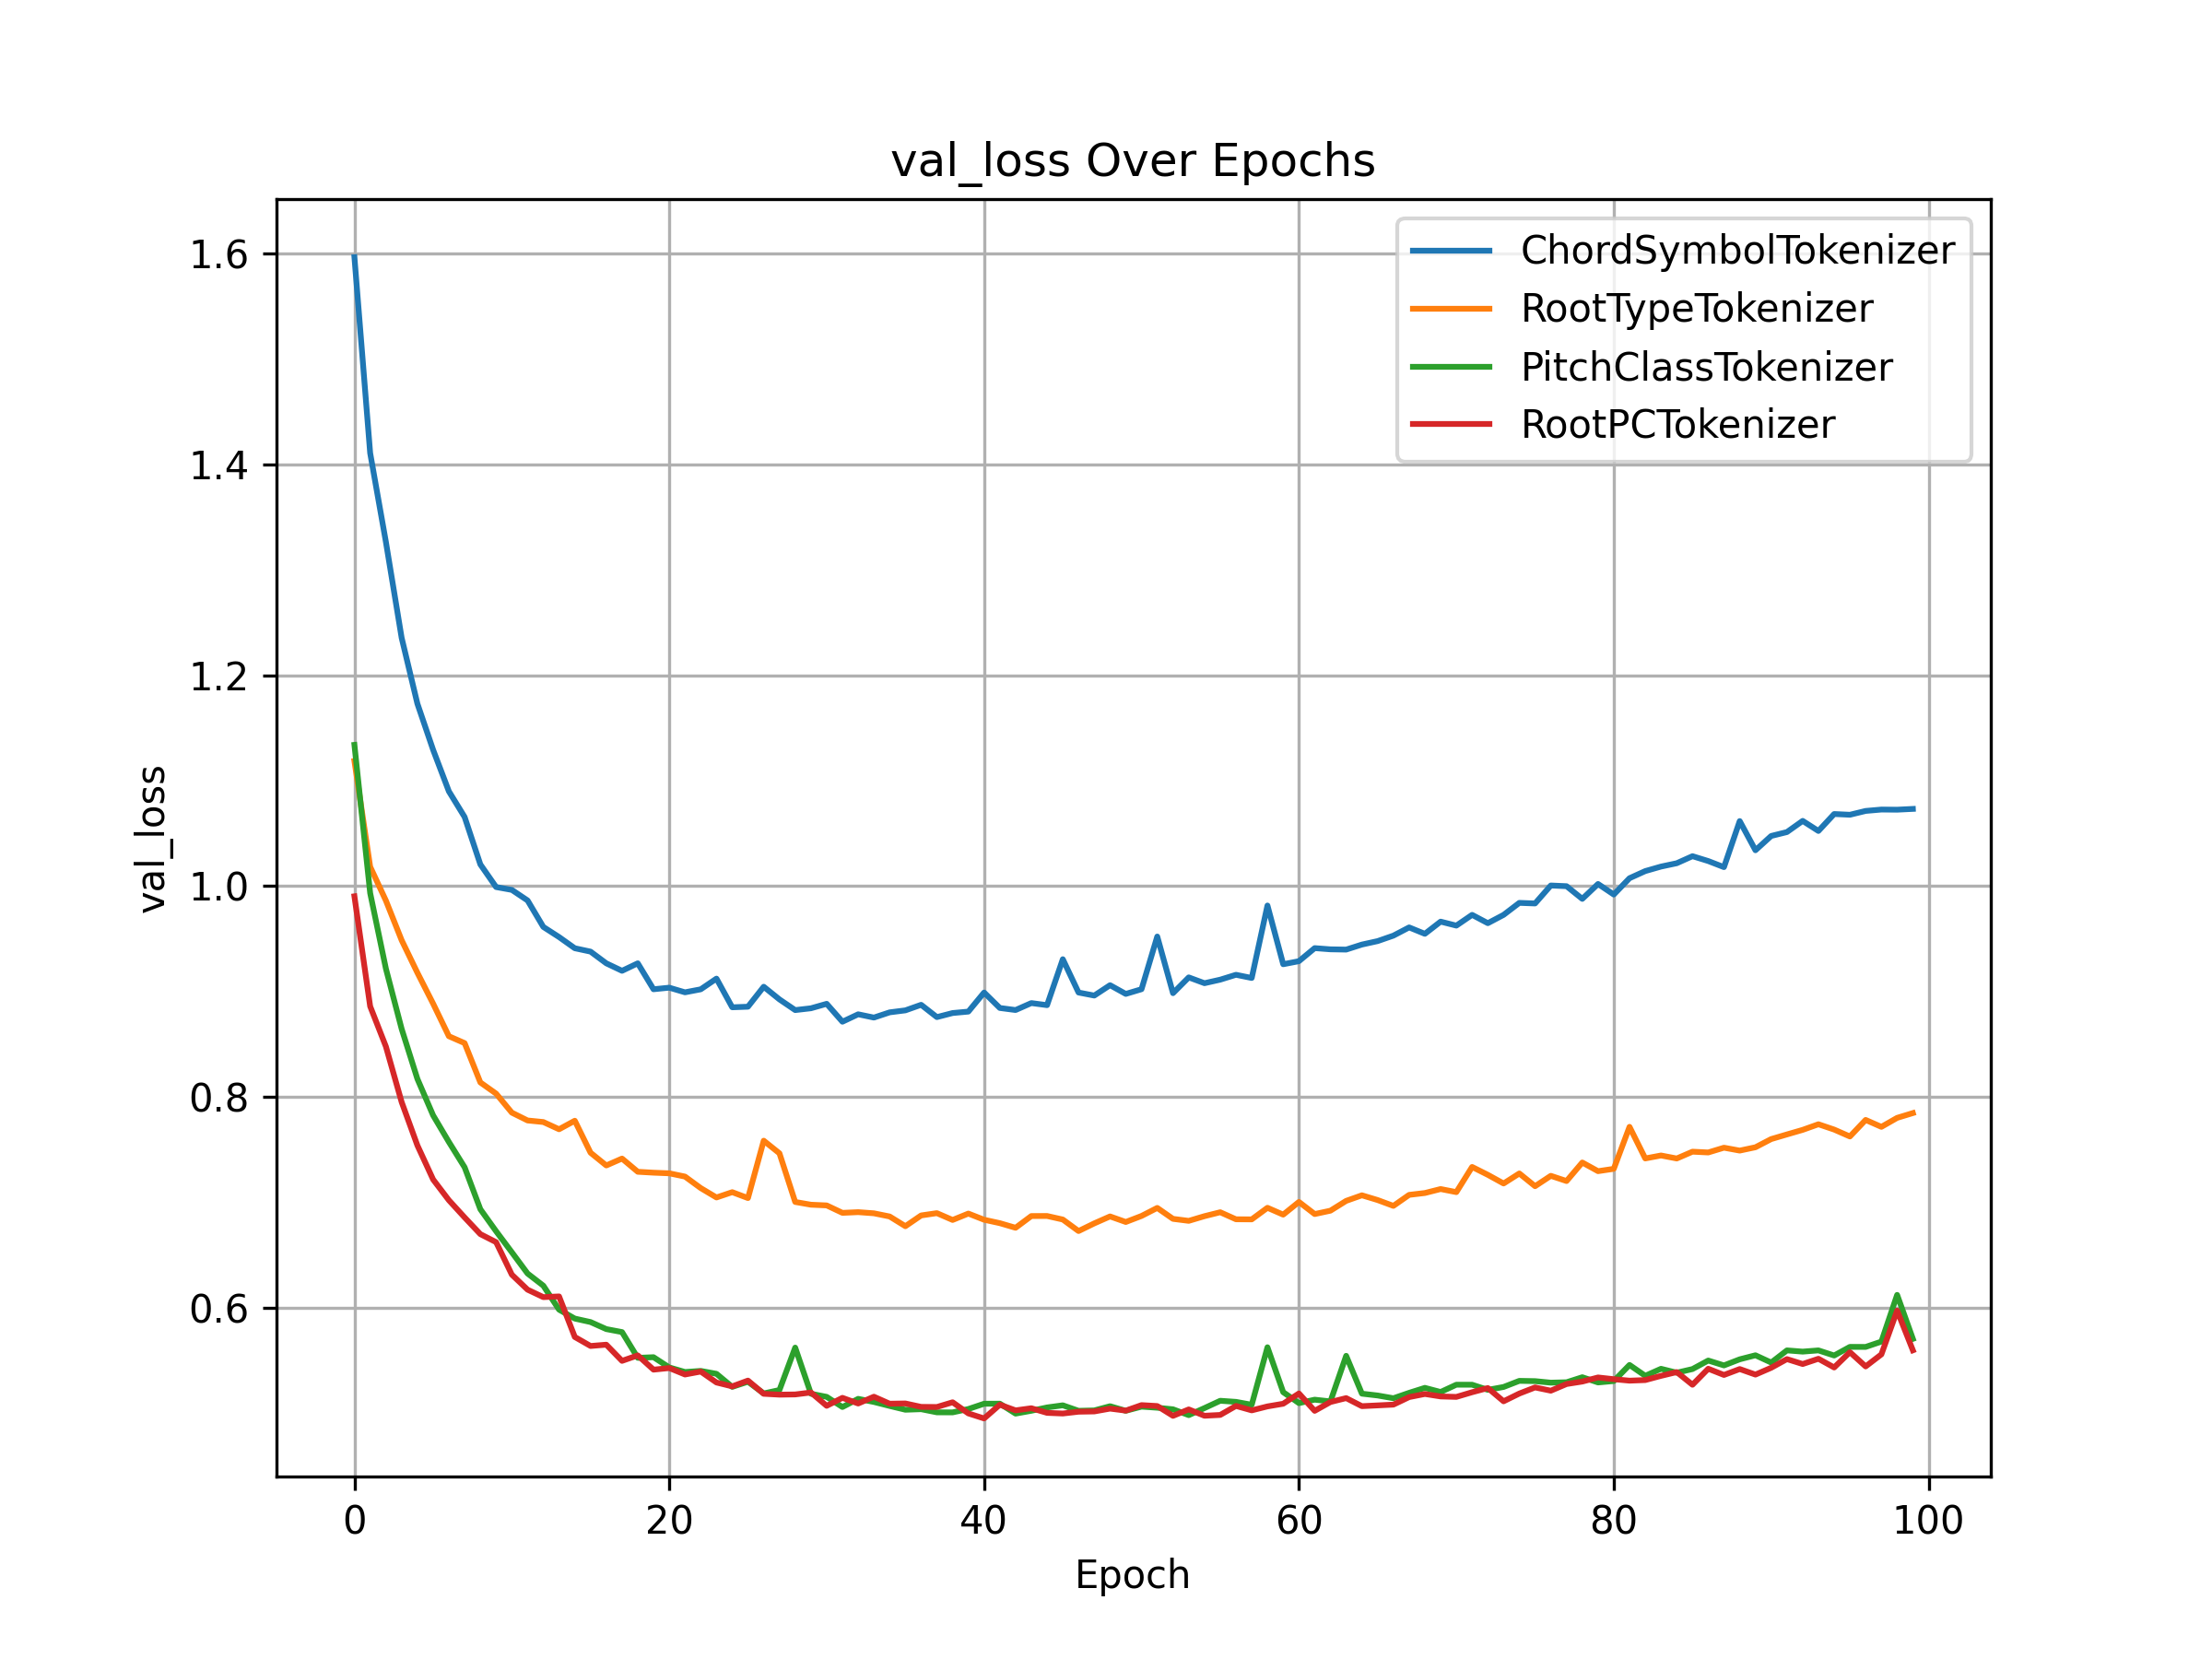 val_loss Over Epochs
ChordSymbolTokenizer
RootTypeTokenizer
PitchClassTokenizer
RootPCTokenizer
1.6
1.4
1.2
1.0
0.8
0.6
val_loss
0 20 40 60 80 100
Epoch